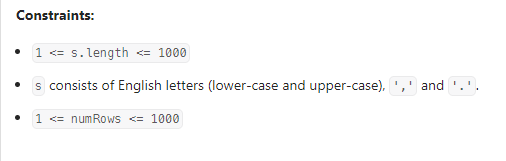 Constraints:
1 <= s.length <= 1000
s consists of English letters (lower-case and upper-case), ',' and '.'.
1 <= numRows <= 1000